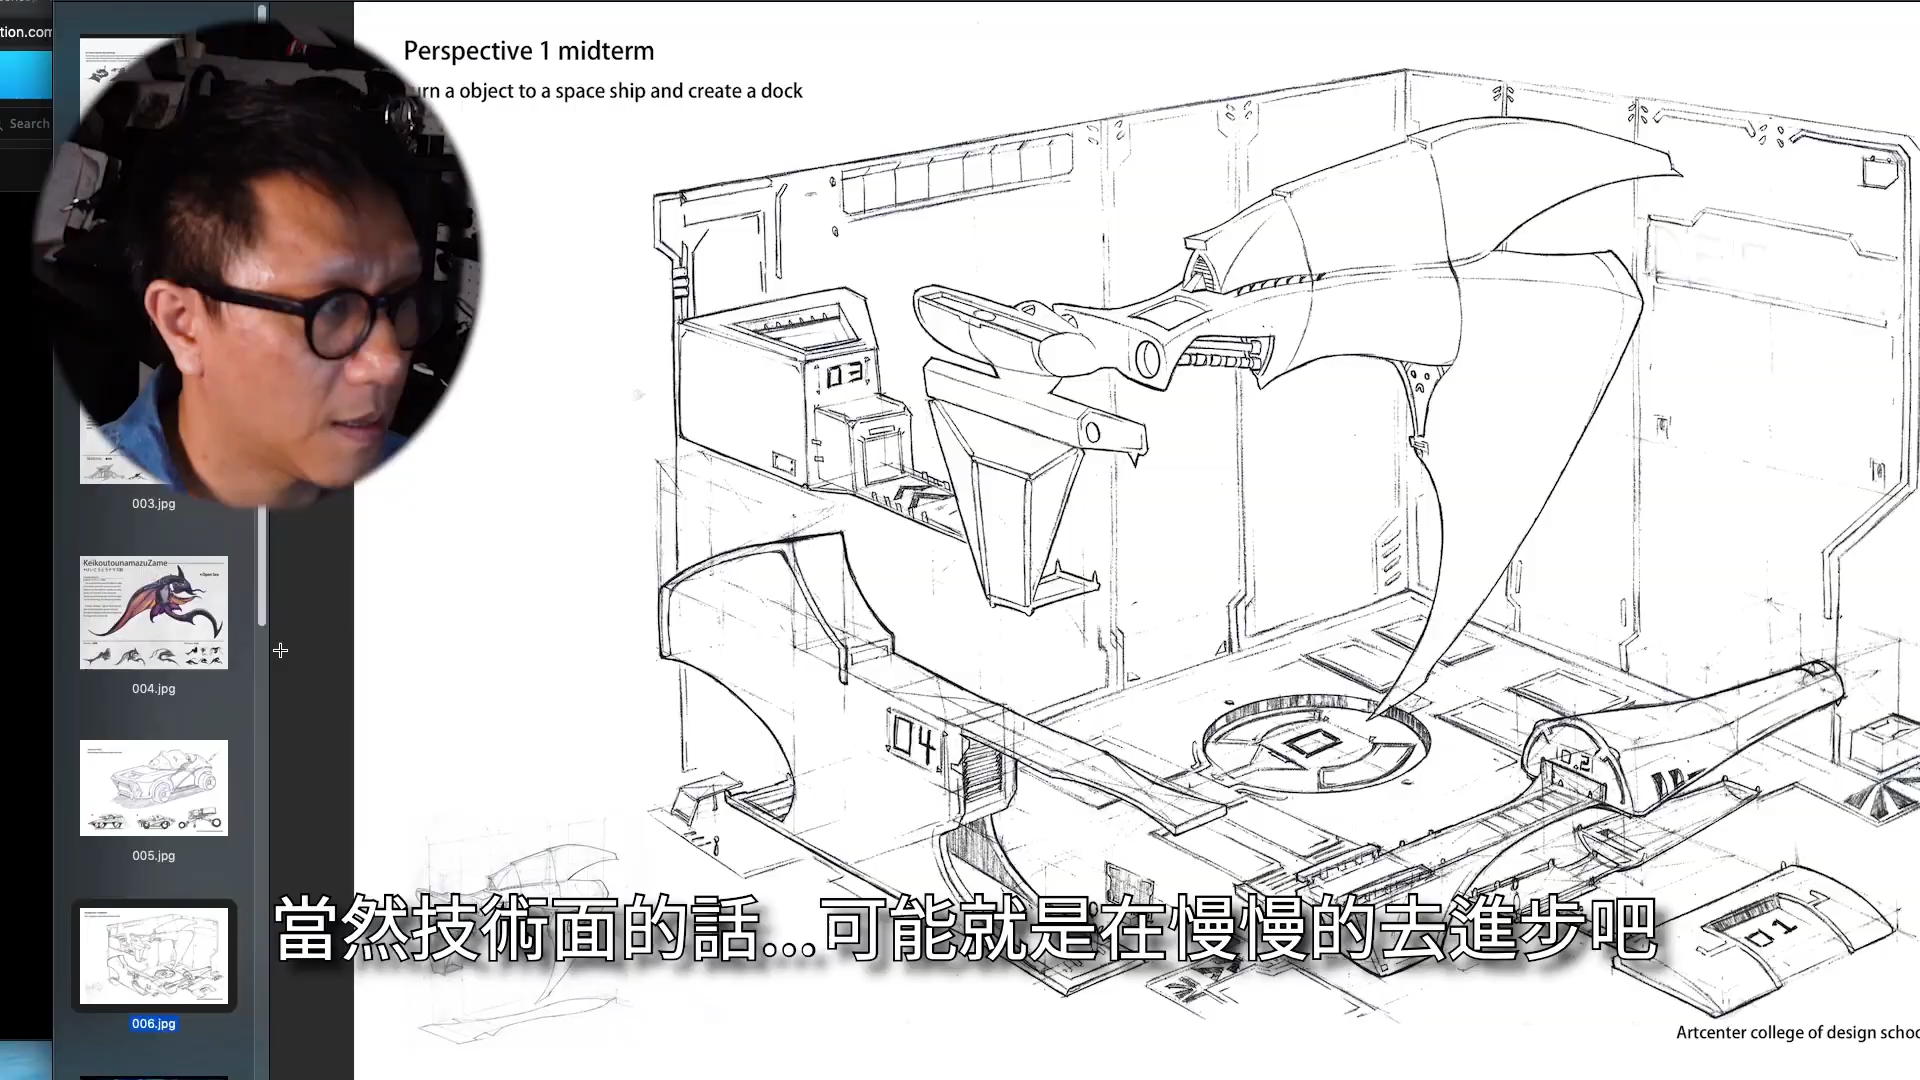 tion.com
Perspective 1 midterm
urn a object to a space ship and create a dock
Search
03
003.jpg
KeikoutounamazuZame
004.jpg
04
0.2
005.jpg
01
當然技術面的話...可能就是在慢慢的去進步吧
006.jpg
Artcenter college of design schoo